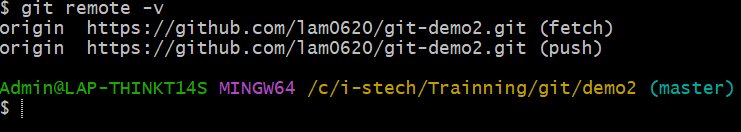 $ git remote -v
origin  https://github.com/lam0620/git-demo2.git (fetch)
origin  https://github.com/lam0620/git-demo2.git (push)
Admin@LAP-THINKT14S MINGW64 /c/i-stech/Trainning/git/demo2 (master)
$